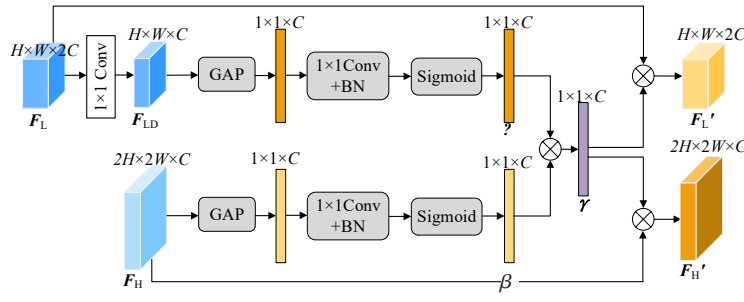 H×W×2C
1×1 Conv
H×W×C
GAP
1×1×C
1×1Conv
+BN
Sigmoid
1×1×C
?
H×W×2C
F_L
F_LD
F_L′
1×1×C
γ
2H×2W×C
GAP
1×1×C
1×1Conv
+BN
Sigmoid
1×1×C
2H×2W×C
F_H
β
F_H′